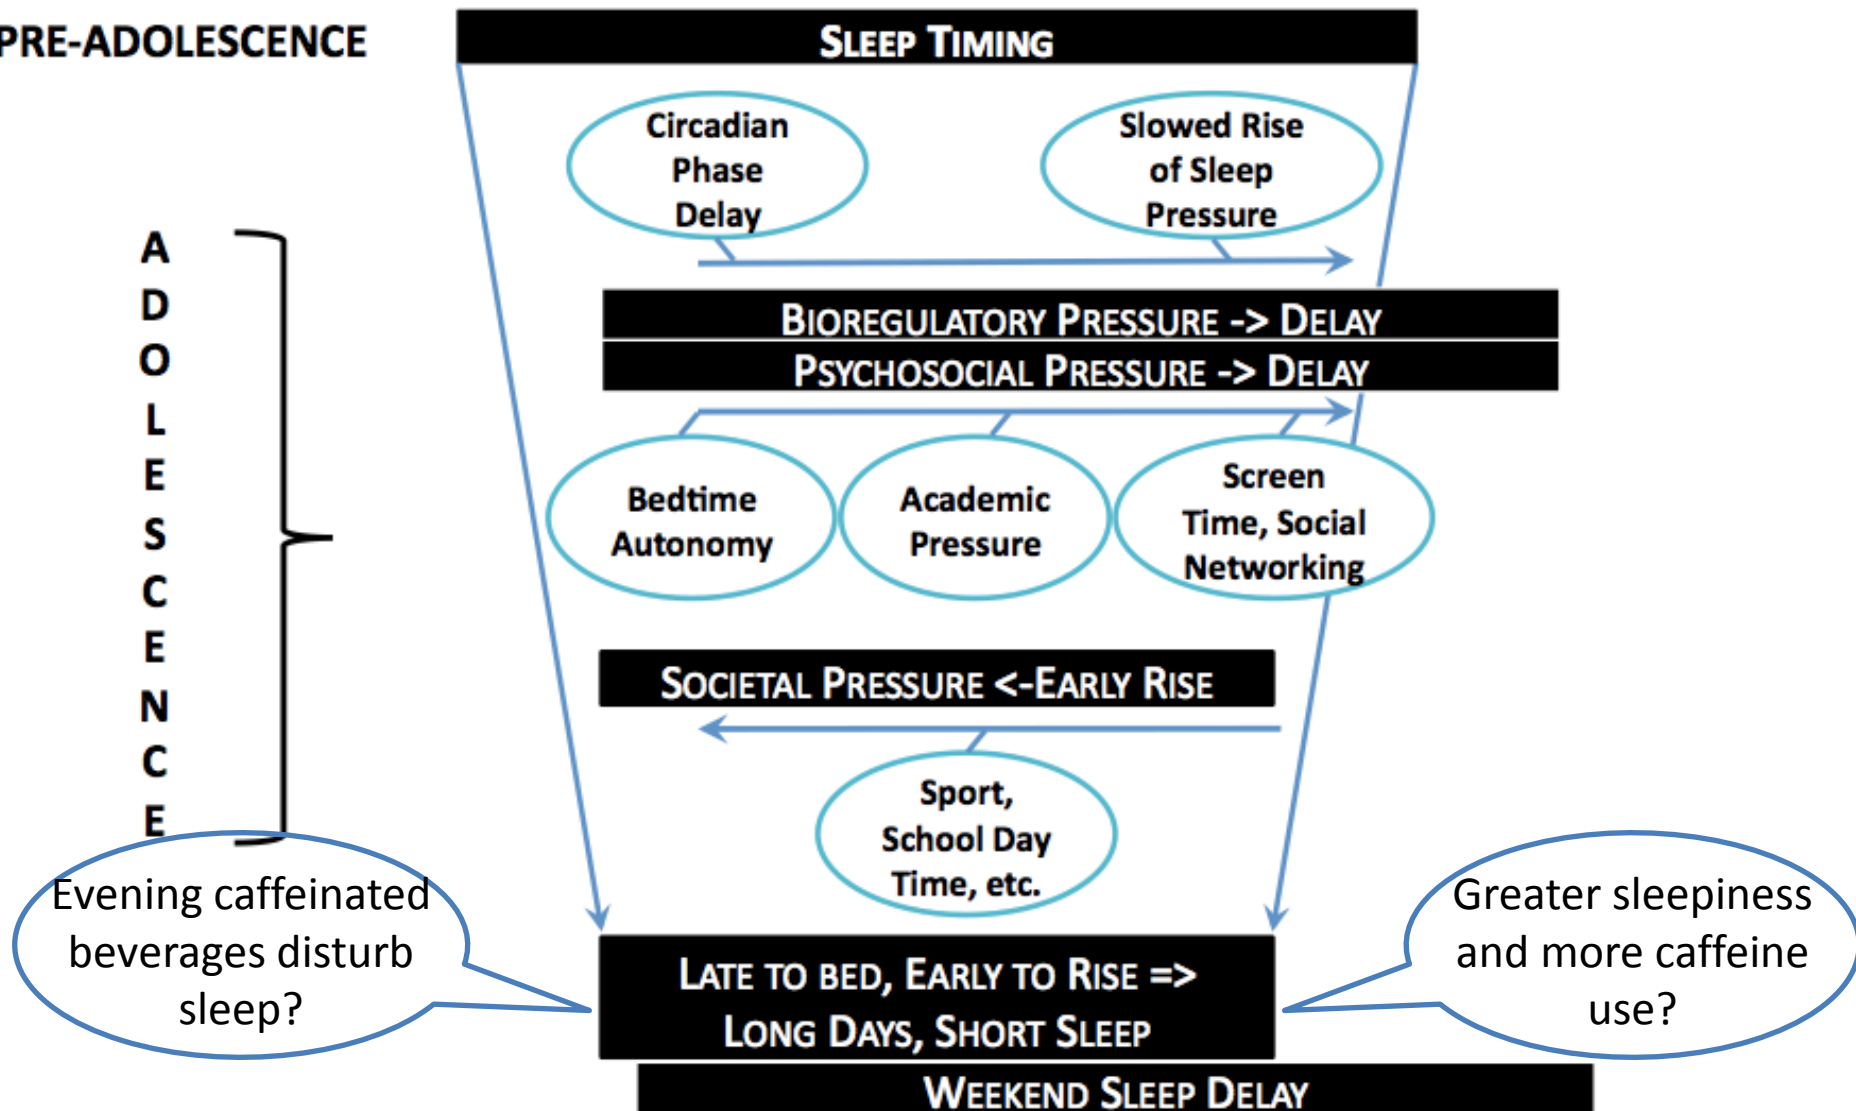 PRE-ADOLESCENCE
SLEEP TIMING
Circadian
Phase
Delay
Slowed Rise
of Sleep
Pressure
A
D
O
L
E
S
C
E
N
C
E
BIOREGULATORY PRESSURE -> DELAY
PSYCHOSOCIAL PRESSURE -> DELAY
Bedtime
Autonomy
Academic
Pressure
Screen
Time, Social
Networking
SOCIETAL PRESSURE <-EARLY RISE
Sport,
School Day
Time, etc.
Evening caffeinated
beverages disturb
sleep?
Greater sleepiness
and more caffeine
use?
LATE TO BED, EARLY TO RISE =>
LONG DAYS, SHORT SLEEP
WEEKEND SLEEP DELAY